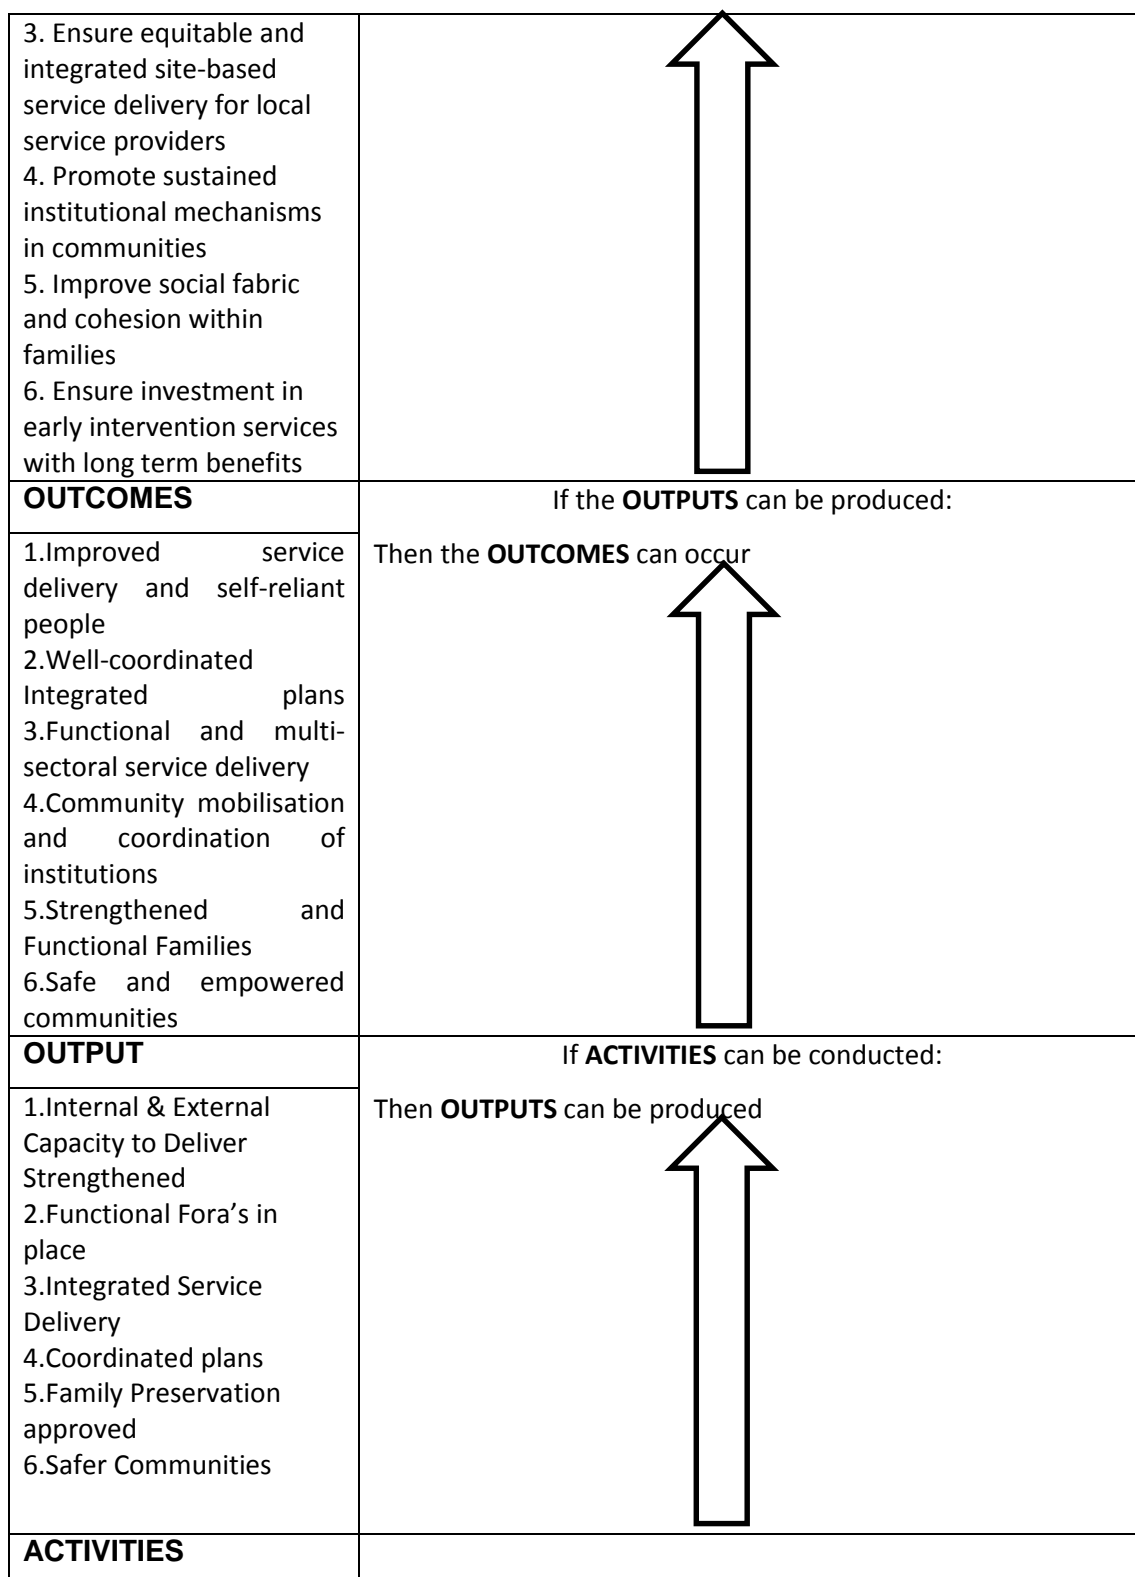 3. Ensure equitable and
integrated site-based
service delivery for local
service providers
4. Promote sustained
institutional mechanisms
in communities
5. Improve social fabric
and cohesion within
families
6. Ensure investment in
early intervention services
with long term benefits
OUTCOMES
If the OUTPUTS can be produced:
1.Improved service
delivery and self-reliant
people
2.Well-coordinated
Integrated plans
3.Functional and multi-
sectoral service delivery
4.Community mobilisation
and coordination of
institutions
5.Strengthened and
Functional Families
6.Safe and empowered
communities
Then the OUTCOMES can occur
OUTPUT
If ACTIVITIES can be conducted:
1.Internal & External
Capacity to Deliver
Strengthened
2.Functional Fora’s in
place
3.Integrated Service
Delivery
4.Coordinated plans
5.Family Preservation
approved
6.Safer Communities
Then OUTPUTS can be produced
ACTIVITIES